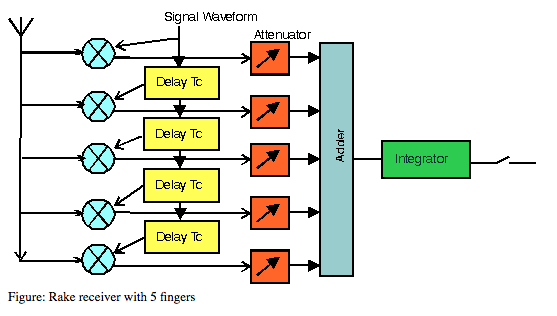 Signal Waveform
Attenuator
Delay Tc
Delay Tc
Delay Tc
Delay Tc
Adder
Integrator
Figure: Rake receiver with 5 fingers